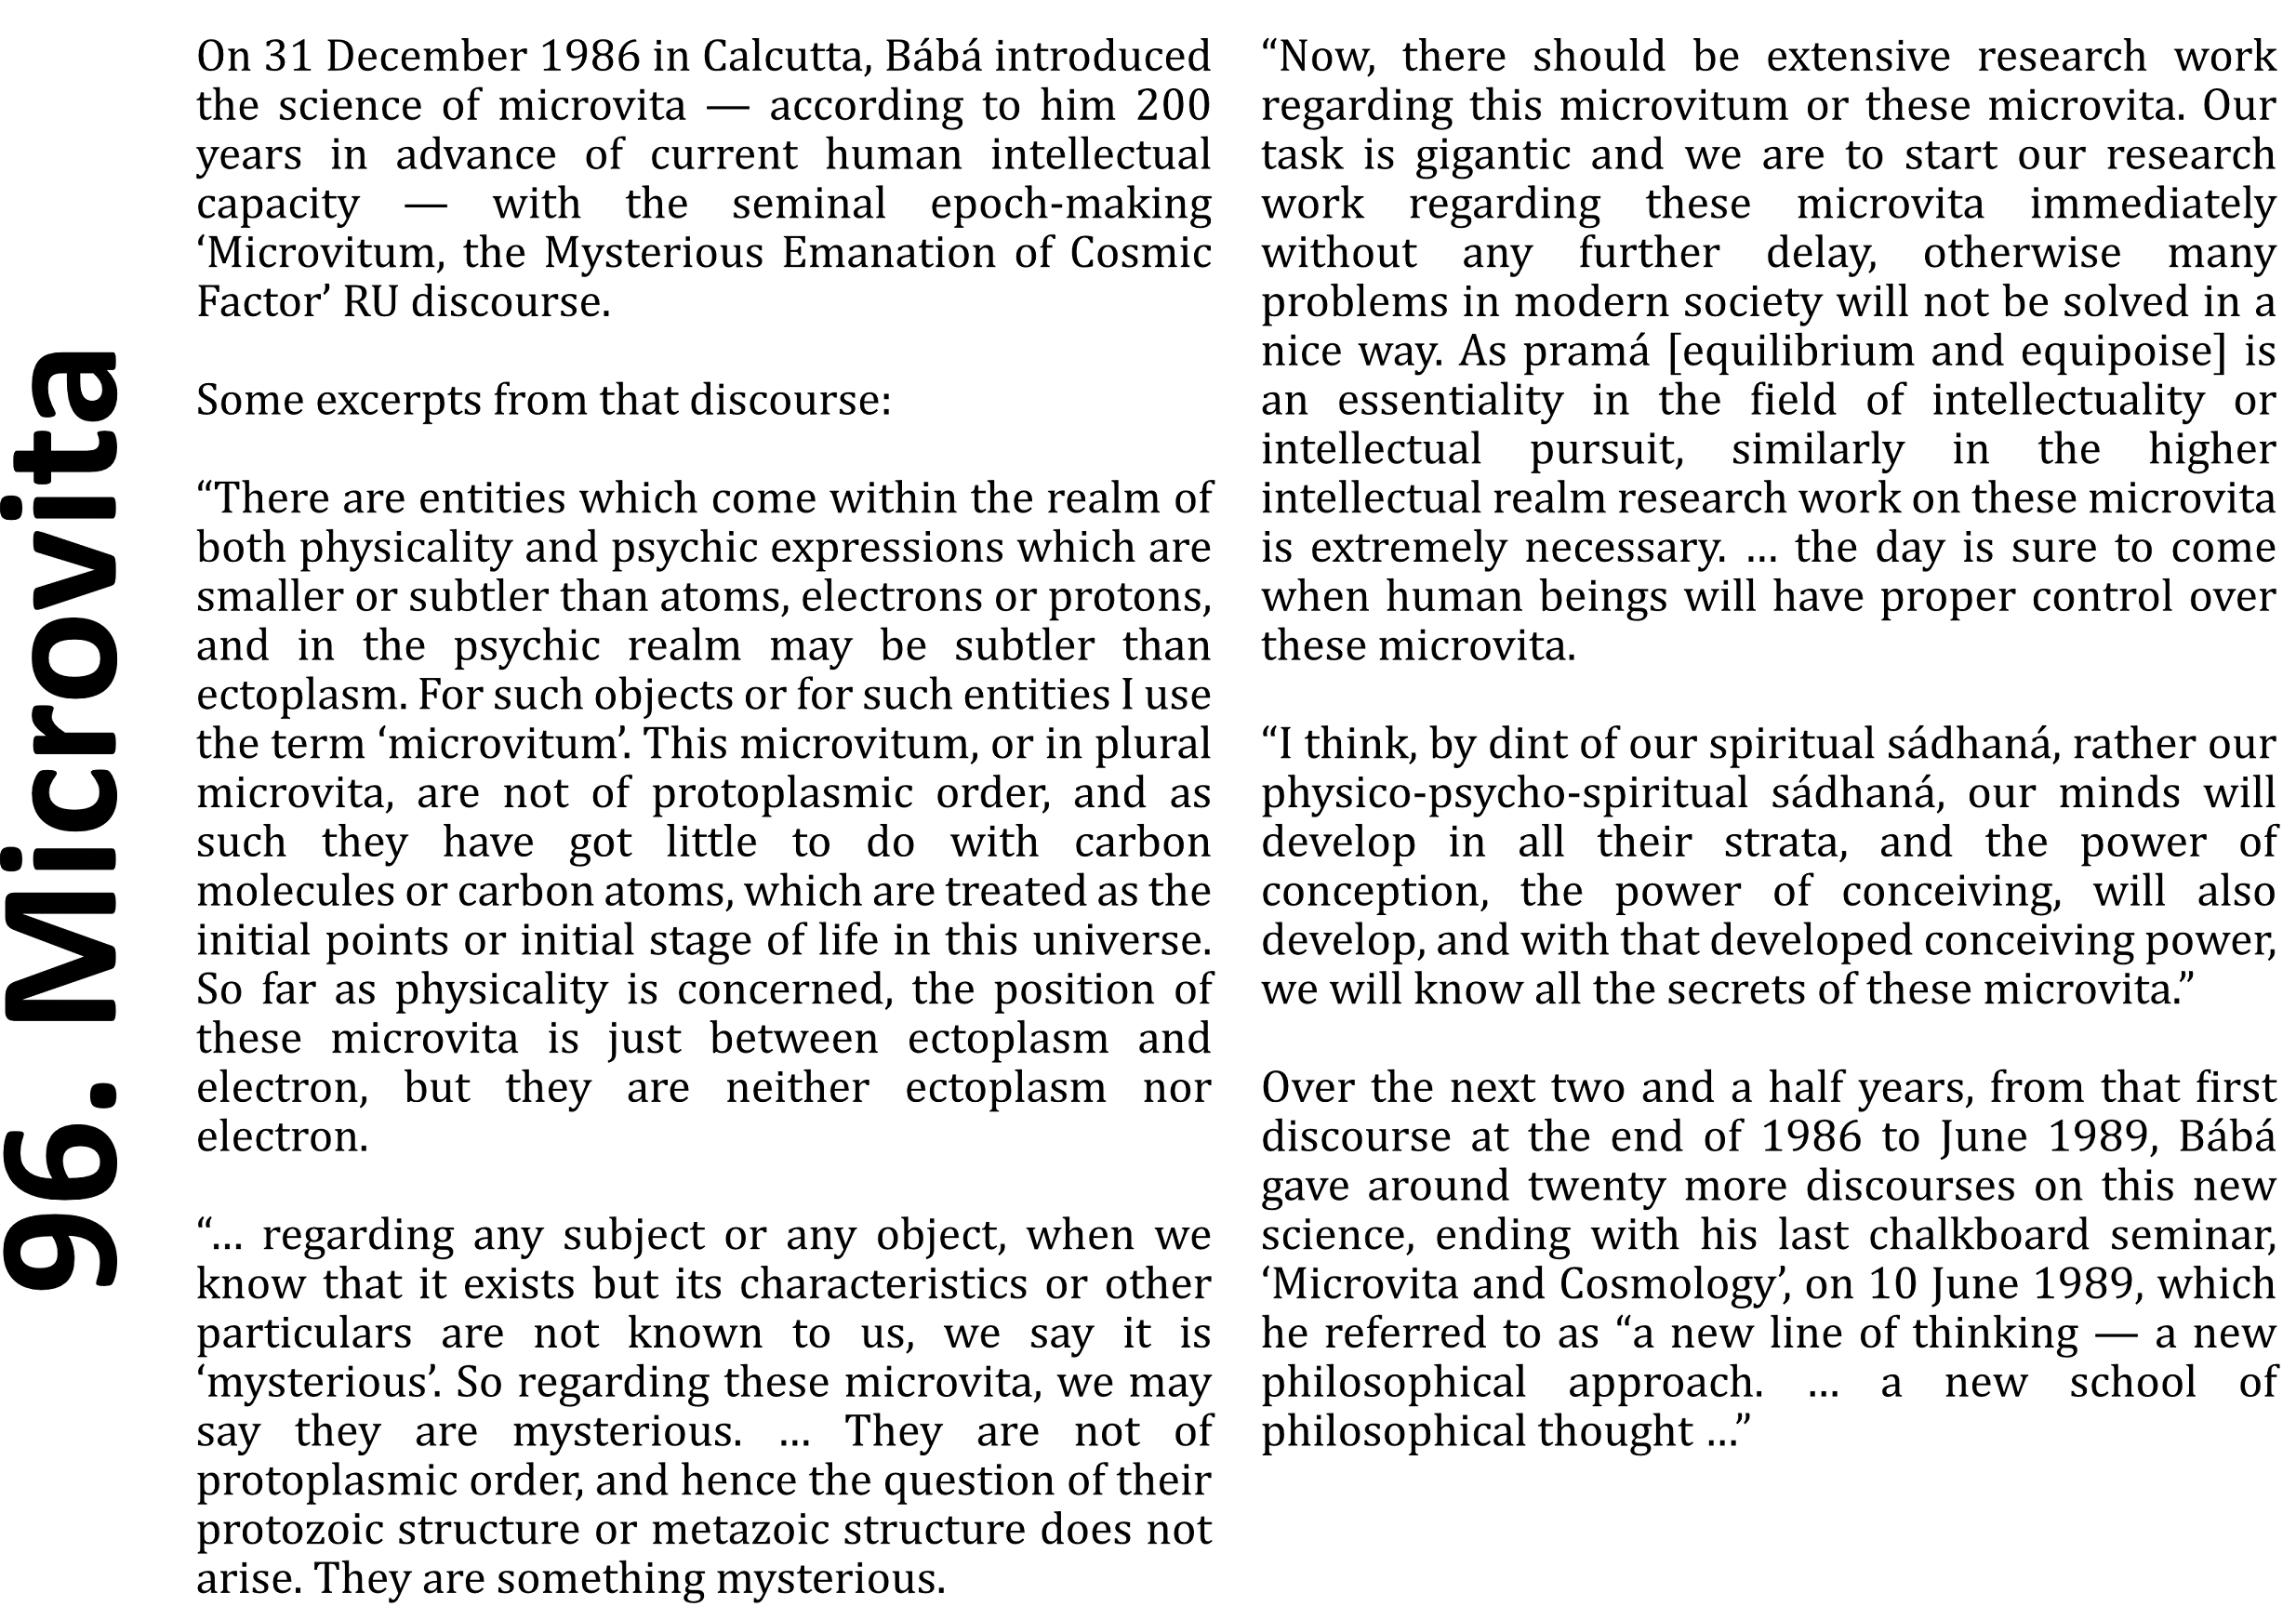 96. Microvita
On 31 December 1986 in Calcutta, Bábá introduced
the science of microvita — according to him 200
years in advance of current human intellectual
capacity — with the seminal epoch-making
‘Microvitum, the Mysterious Emanation of Cosmic
Factor’ RU discourse.
Some excerpts from that discourse:
“There are entities which come within the realm of
both physicality and psychic expressions which are
smaller or subtler than atoms, electrons or protons,
and in the psychic realm may be subtler than
ectoplasm. For such objects or for such entities I use
the term ‘microvitum’. This microvitum, or in plural
microvita, are not of protoplasmic order, and as
such they have got little to do with carbon
molecules or carbon atoms, which are treated as the
initial points or initial stage of life in this universe.
So far as physicality is concerned, the position of
these microvita is just between ectoplasm and
electron, but they are neither ectoplasm nor
electron.
“… regarding any subject or any object, when we
know that it exists but its characteristics or other
particulars are not known to us, we say it is
‘mysterious’. So regarding these microvita, we may
say they are mysterious. … They are not of
protoplasmic order, and hence the question of their
protozoic structure or metazoic structure does not
arise. They are something mysterious.
“Now, there should be extensive research work
regarding this microvitum or these microvita. Our
task is gigantic and we are to start our research
work regarding these microvita immediately
without any further delay, otherwise many
problems in modern society will not be solved in a
nice way. As pramá [equilibrium and equipoise] is
an essentiality in the field of intellectuality or
intellectual pursuit, similarly in the higher
intellectual realm research work on these microvita
is extremely necessary. … the day is sure to come
when human beings will have proper control over
these microvita.
“I think, by dint of our spiritual sádhaná, rather our
physico-psycho-spiritual sádhaná, our minds will
develop in all their strata, and the power of
conception, the power of conceiving, will also
develop, and with that developed conceiving power,
we will know all the secrets of these microvita.”
Over the next two and a half years, from that first
discourse at the end of 1986 to June 1989, Bábá
gave around twenty more discourses on this new
science, ending with his last chalkboard seminar,
‘Microvita and Cosmology’, on 10 June 1989, which
he referred to as “a new line of thinking — a new
philosophical approach. … a new school of
philosophical thought …”